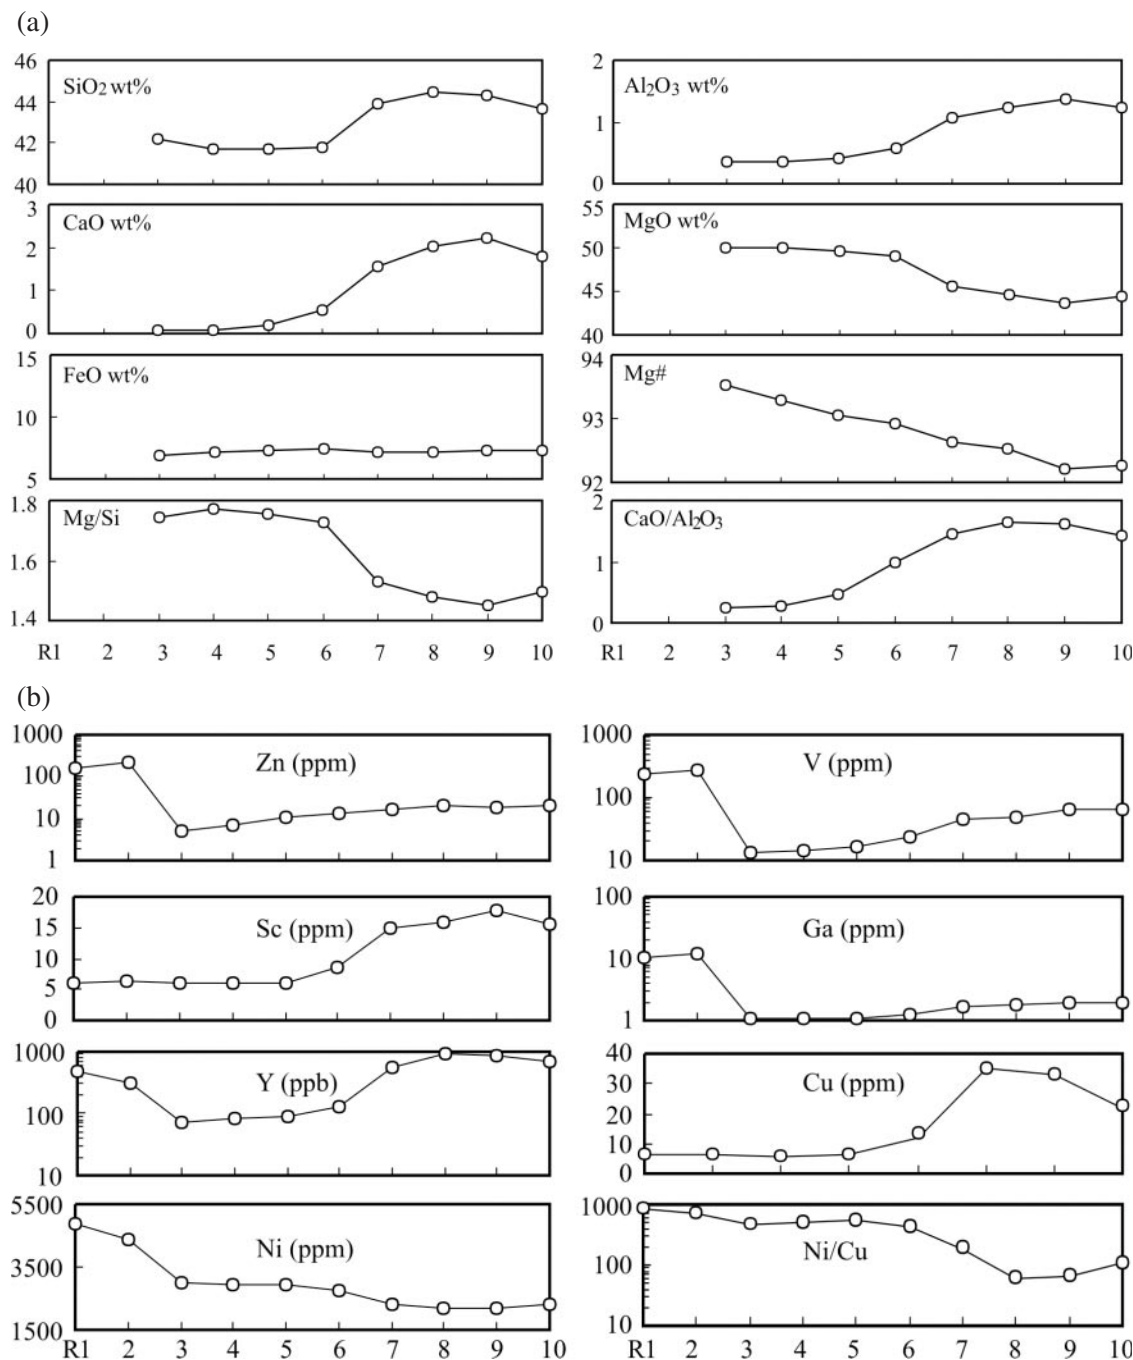 (a)
46
44
42
40
SiO2 wt%
2
1
0
Al2O3 wt%
3
2
1
0
CaO wt%
55
50
45
40
MgO wt%
15
10
5
FeO wt%
94
93
92
Mg#
1.8
1.6
1.4
Mg/Si
2
1
0
CaO/Al2O3
R1 2 3 4 5 6 7 8 9 10
R1 2 3 4 5 6 7 8 9 10
(b)
1000
100
10
1
Zn (ppm)
1000
100
10
V (ppm)
20
15
10
5
0
Sc (ppm)
100
10
1
Ga (ppm)
1000
100
10
Y (ppb)
40
30
20
10
0
Cu (ppm)
5500
3500
1500
Ni (ppm)
1000
100
10
Ni/Cu
R1 2 3 4 5 6 7 8 9 10
R1 2 3 4 5 6 7 8 9 10